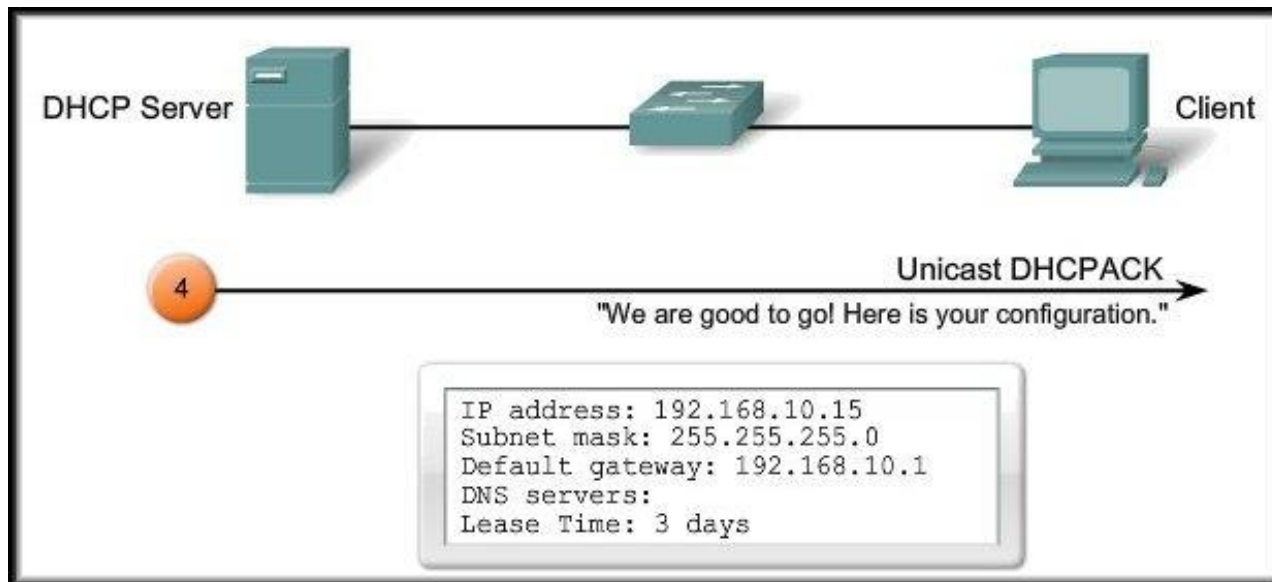 DHCP Server
Client
4
Unicast DHCPACK
"We are good to go! Here is your configuration."
IP address: 192.168.10.15
Subnet mask: 255.255.255.0
Default gateway: 192.168.10.1
DNS servers:
Lease Time: 3 days